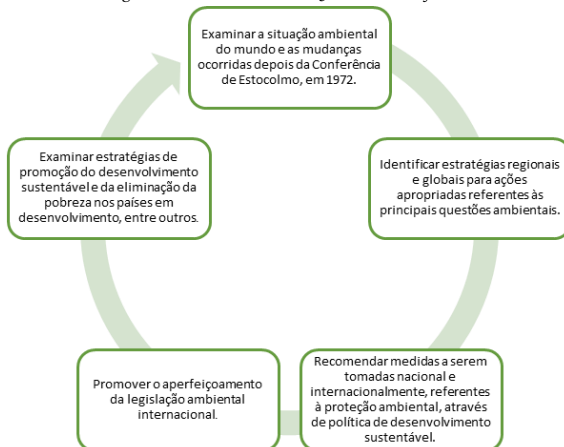 Examinar a situação ambiental
do mundo e as mudanças
ocorridas depois da Conferência
de Estocolmo, em 1972.
Identificar estratégias regionais
e globais para ações
apropriadas referentes às
principais questões ambientais.
Recomendar medidas a serem
tomadas nacional e
internacionalmente, referentes
à proteção ambiental, através
de política de desenvolvimento
sustentável.
Promover o aperfeiçoamento
da legislação ambiental
internacional.
Examinar estratégias de
promoção do desenvolvimento
sustentável e da eliminação da
pobreza nos países em
desenvolvimento, entre outros.